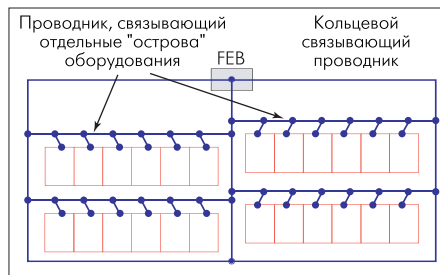 Проводник, связывающий
отдельные "острова"
оборудования
FEB
Кольцевой
связывающий
проводник